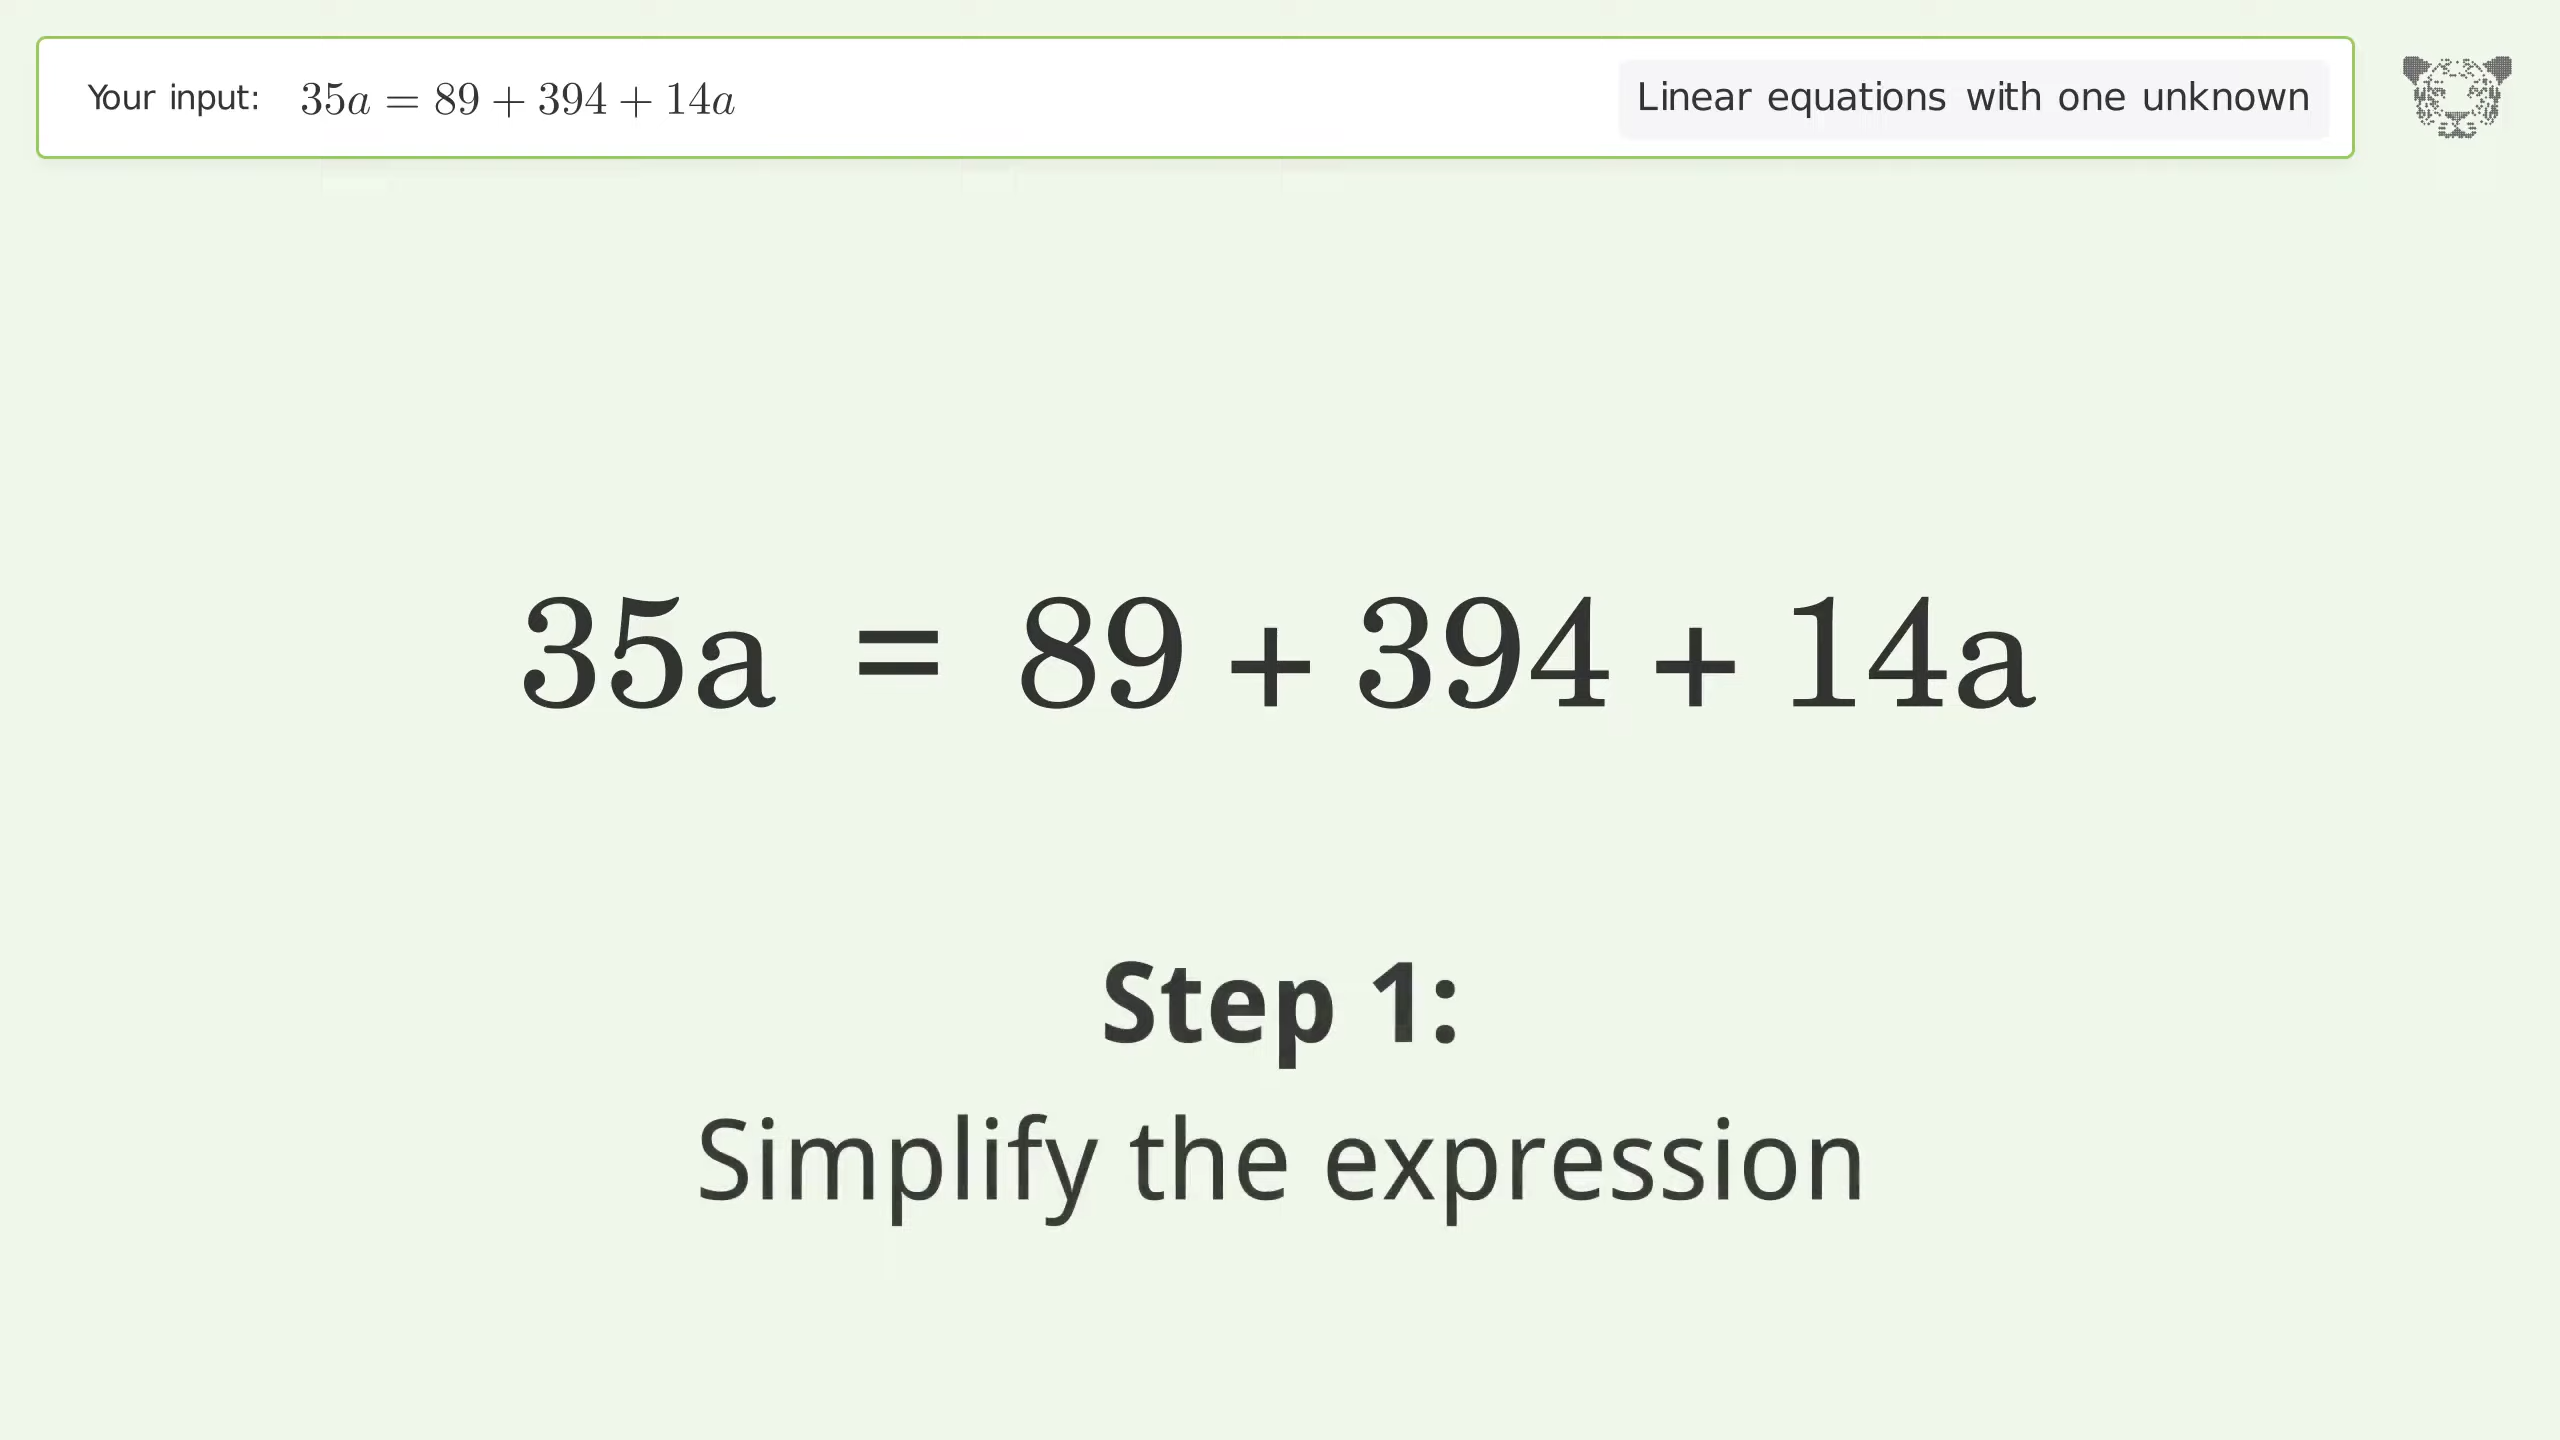 Your input: 35a = 89 + 394 + 14a
Linear equations with one unknown
35a = 89 + 394 + 14a
Step 1:
Simplify the expression